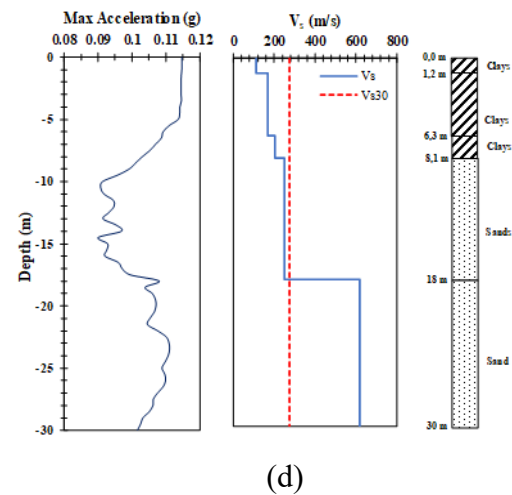 Max Acceleration (g)
0.08 0.09 0.1 0.11 0.12
0
-5
-10
-15
-20
-25
-30
Depth (m)
Vs (m/s)
0 200 400 600 800
Vs
Vs30
0,0 m
1,2 m
6,3 m
8,1 m
18 m
30 m
Clays
Clays
Clays
Sands
Sand
(d)